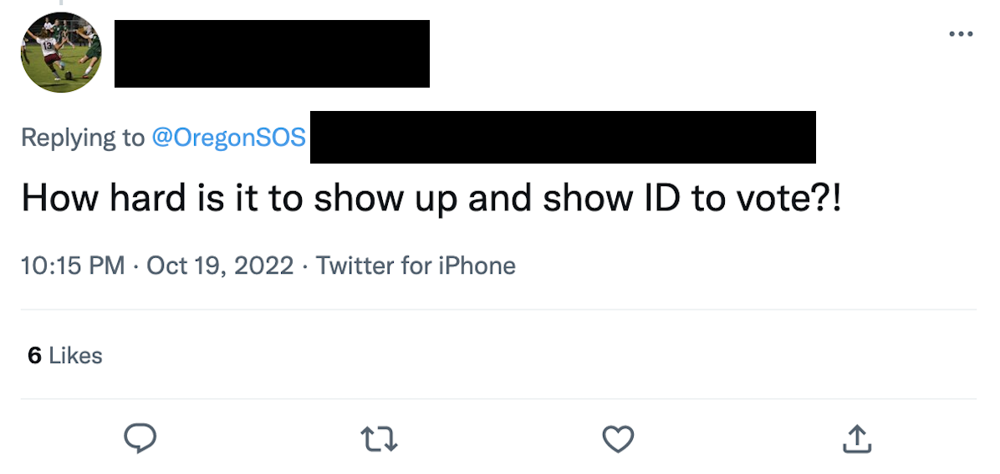 13
Replying to @OregonSOS
How hard is it to show up and show ID to vote?!
10:15 PM · Oct 19, 2022 · Twitter for iPhone
6 Likes